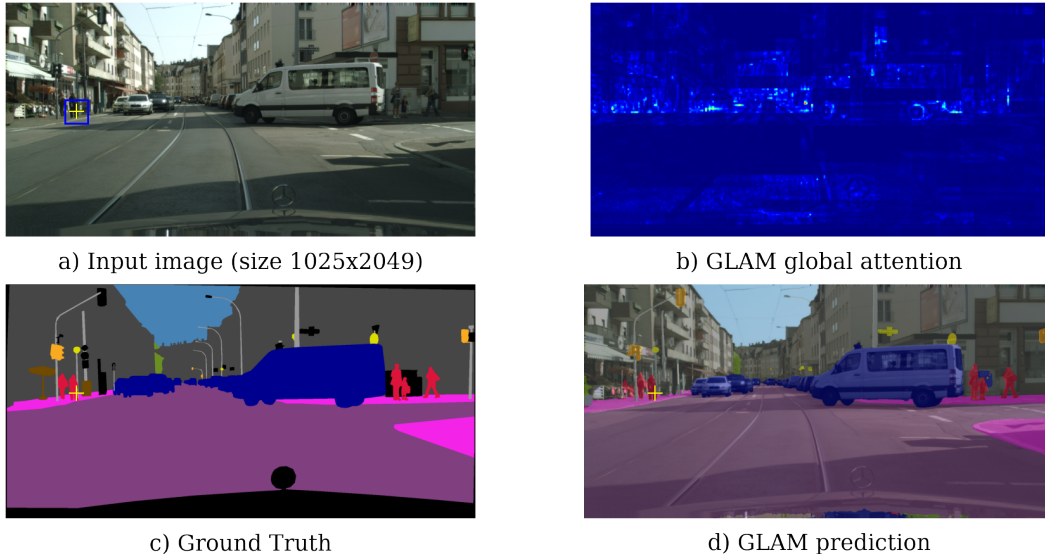 a) Input image (size 1025x2049)
b) GLAM global attention
c) Ground Truth
d) GLAM prediction